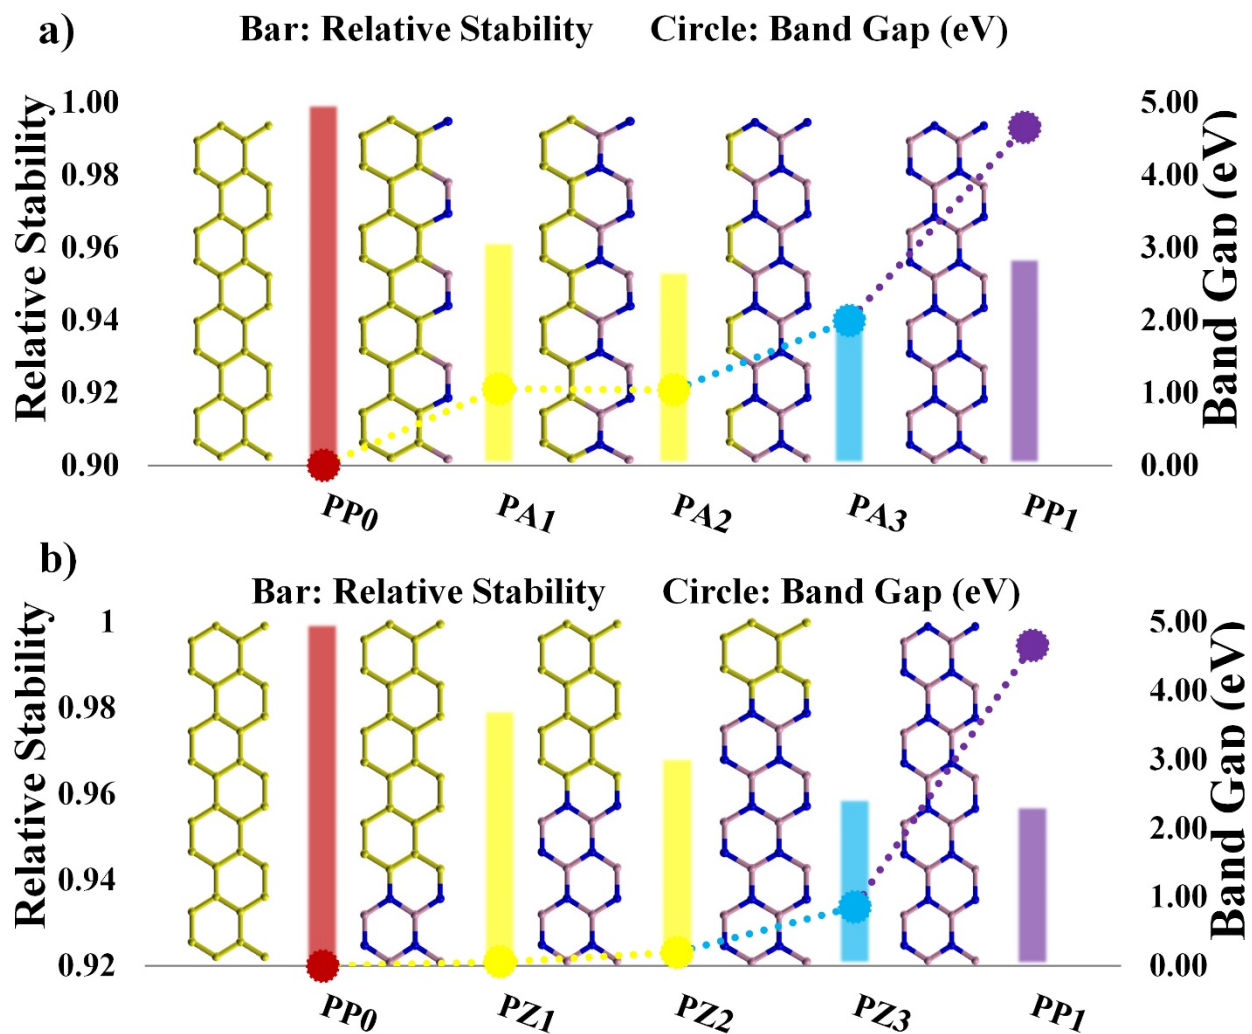 a)
Bar: Relative Stability Circle: Band Gap (eV)
Relative Stability
1.00
0.98
0.96
0.94
0.92
0.90
5.00
4.00
3.00
2.00
1.00
0.00
Band Gap (eV)
PP0 PA1 PA2 PA3 PP1
b)
Bar: Relative Stability Circle: Band Gap (eV)
Relative Stability
1
0.98
0.96
0.94
0.92
5.00
4.00
3.00
2.00
1.00
0.00
Band Gap (eV)
PP0 PZ1 PZ2 PZ3 PP1